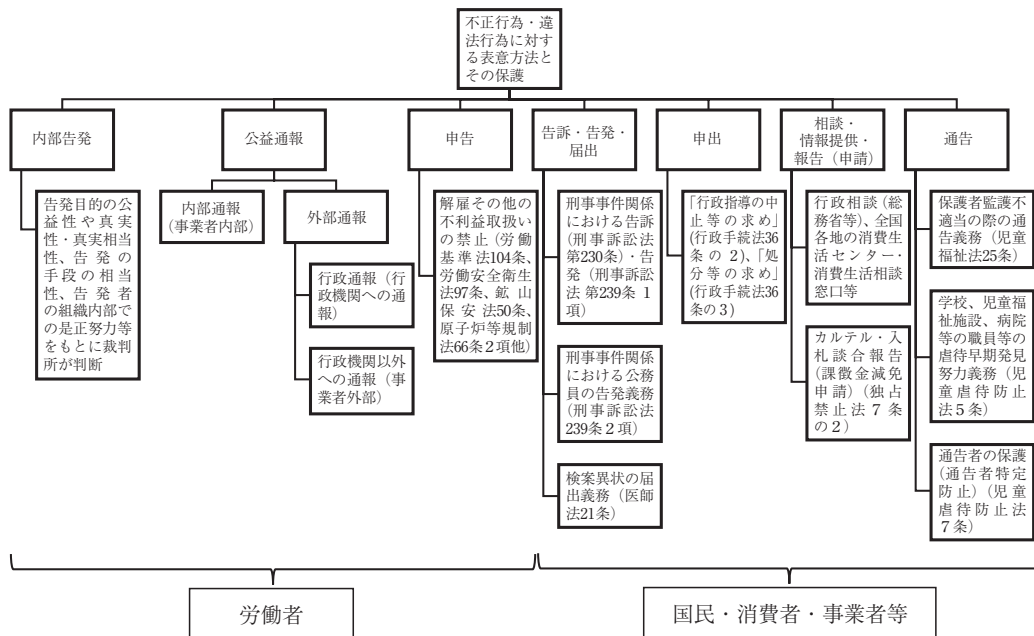 不正行為・違
法行為に対す
る表意方法と
その保護
内部告発
公益通報
申告
告訴・告発・
届出
申出
相談・
情報提供・
報告（申請）
通告
告発目的の公
益性や真実
性・真実相当
性、告発の
手段の相当
性、告発者
の組織内部で
の是正努力等
をもとに裁判
所が判断
内部通報
（事業者内部）
外部通報
行政通報（行
政機関への通
報）
行政機関以外
への通報（事
業者外部）
解雇その他の
不利益取扱い
の禁止（労働
基準法104条、
労働安全衛生
法97条、鉱山
保安法50条、
原子炉等規制
法66条２項他）
刑事事件関係
における告訴
（刑事訴訟法
第230条）・告
発（刑事訴訟
法第239条１
項）
刑事事件関係
における公務
員の告発義務
（刑事訴訟法
239条２項）
検案異状の届
出義務（医師
法21条）
「行政指導の中
止等の求め」
（行政手続法36
条の２）、「処
分等の求め」
（行政手続法36
条の３）
行政相談（総
務省等）、全国
各地の消費生
活センター・
消費生活相談
窓口等
カルテル・入
札談合報告
（課徴金減免
申請）（独占
禁止法７条
の２）
保護者監護不
適当の際の通
告義務（児童
福祉法25条）
学校、児童福
祉施設、病院
等の職員等の
虐待早期発見
努力義務（児
童虐待防止
法５条）
通告者の保護
（通告者特定
防止）（児童
虐待防止法
７条）
労働者
国民・消費者・事業者等